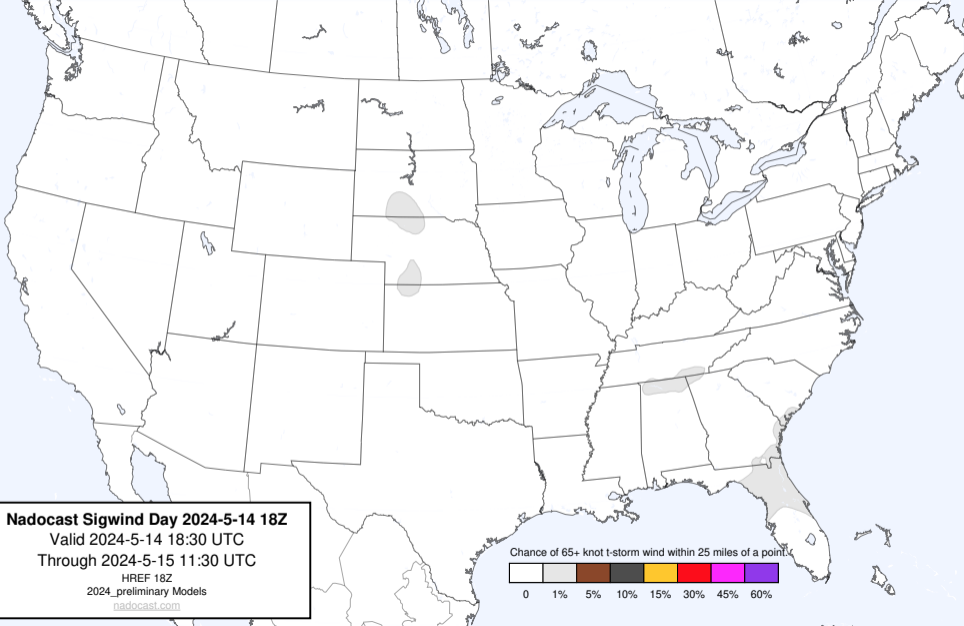 Nadocast Sigwind Day 2024-5-14 18Z
Valid 2024-5-14 18:30 UTC
Through 2024-5-15 11:30 UTC
HREF 18Z
2024_preliminary Models
nadocast.com
Chance of 65+ knot t-storm wind within 25 miles of a point.
0 1% 5% 10% 15% 30% 45% 60%